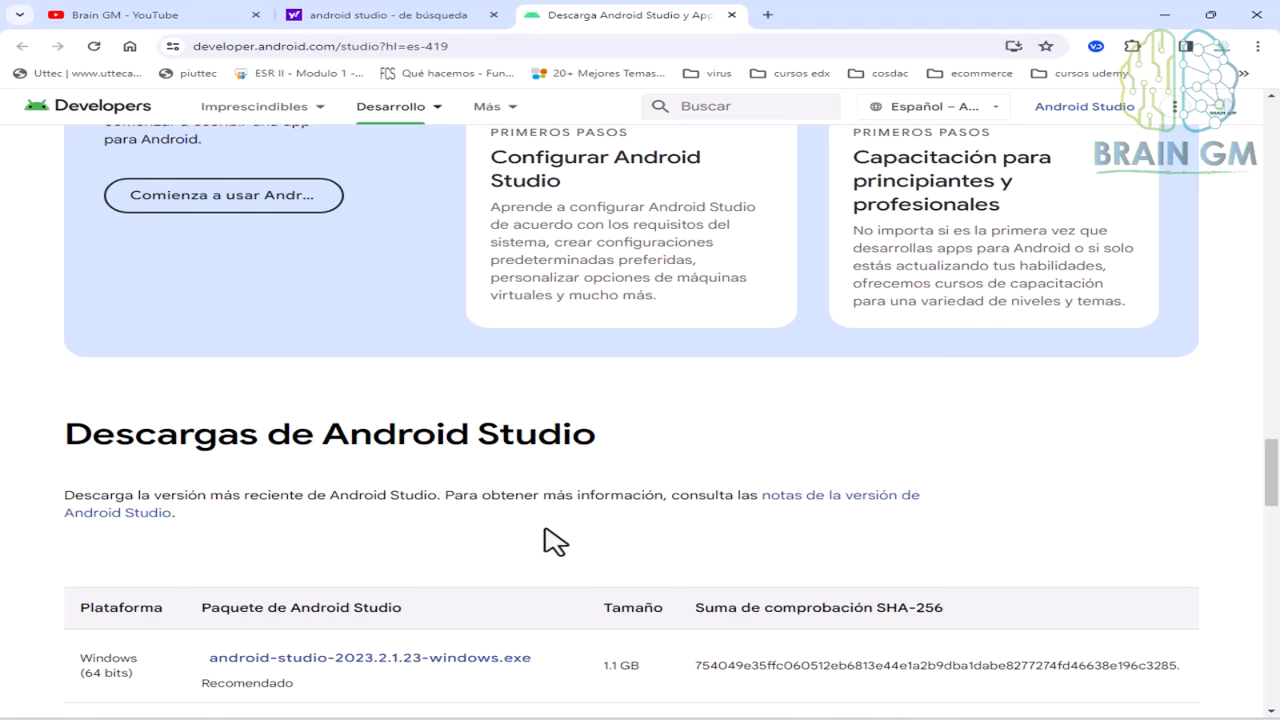 Brain GM - YouTube
android studio - de búsqueda
Descarga Android Studio y App
developer.android.com/studio?hl=es-419
Uttec | www.utteca...
piuttec
ESR II - Modulo 1 -...
Qué hacemos - Fun...
20+ Mejores Temas...
virus
cursos edx
cosdac
ecommerce
cursos udemy
Developers
Imprescindibles
Desarrollo
Más
Buscar
Español – A...
Android Studio
BRAIN GM
para Android.
Comienza a usar Andr...
PRIMEROS PASOS
Configurar Android
Studio
Aprende a configurar Android Studio
de acuerdo con los requisitos del
sistema, crear configuraciones
predeterminadas preferidas,
personalizar opciones de máquinas
virtuales y mucho más.
PRIMEROS PASOS
Capacitación para
principiantes y
profesionales
No importa si es la primera vez que
desarrollas apps para Android o si solo
estás actualizando tus habilidades,
ofrecemos cursos de capacitación
para una variedad de niveles y temas.
Descargas de Android Studio
Descarga la versión más reciente de Android Studio. Para obtener más información, consulta las notas de la versión de
Android Studio.
Plataforma
Paquete de Android Studio
Tamaño
Suma de comprobación SHA-256
Windows
(64 bits)
android-studio-2023.2.1.23-windows.exe
Recomendado
1.1 GB
754049e35ffc060512eb6813e44e1a2b9dba1dabe8277274fd46638e196c3285.